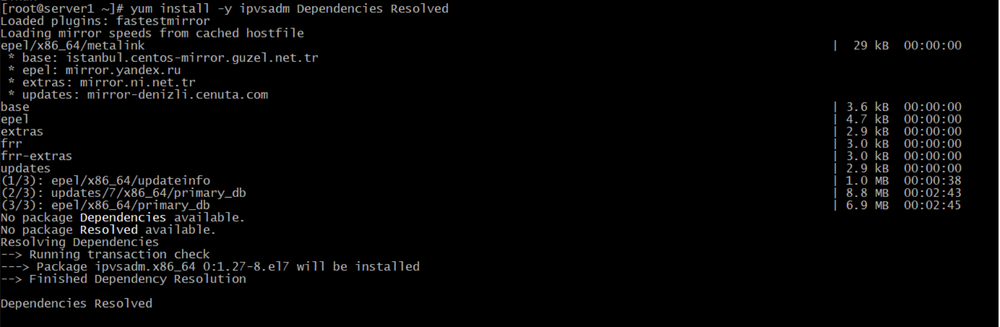 [root@server1 ~]# yum install -y ipvsadm Dependencies Resolved
Loaded plugins: fastestmirror
Loading mirror speeds from cached hostfile
epel/x86_64/metalink | 29 kB 00:00:00
* base: istanbul.centos-mirror.guzel.net.tr
* epel: mirror.yandex.ru
* extras: mirror.ni.net.tr
* updates: mirror-denizli.cenuta.com
base | 3.6 kB 00:00:00
epel | 4.7 kB 00:00:00
extras | 2.9 kB 00:00:00
frr | 3.0 kB 00:00:00
frr-extras | 3.0 kB 00:00:00
updates | 2.9 kB 00:00:00
(1/3): epel/x86_64/updateinfo | 1.0 MB 00:00:38
(2/3): updates/7/x86_64/primary_db | 8.8 MB 00:02:43
(3/3): epel/x86_64/primary_db | 6.9 MB 00:02:45
No package Dependencies available.
No package Resolved available.
Resolving Dependencies
--> Running transaction check
---> Package ipvsadm.x86_64 0:1.27-8.el7 will be installed
--> Finished Dependency Resolution
Dependencies Resolved